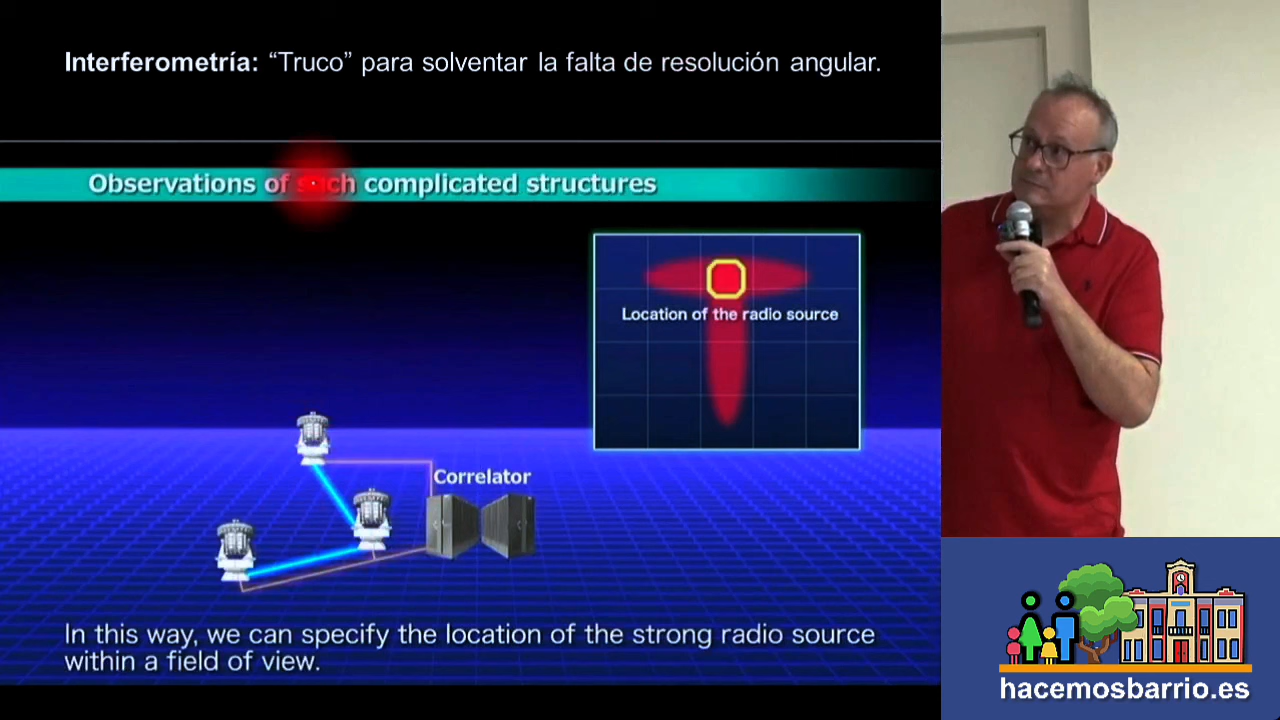 Interferometría: “Truco” para solventar la falta de resolución angular.
Observations of such complicated structures
Location of the radio source
Correlator
In this way, we can specify the location of the strong radio source
within a field of view.
hacemosbarrio.es